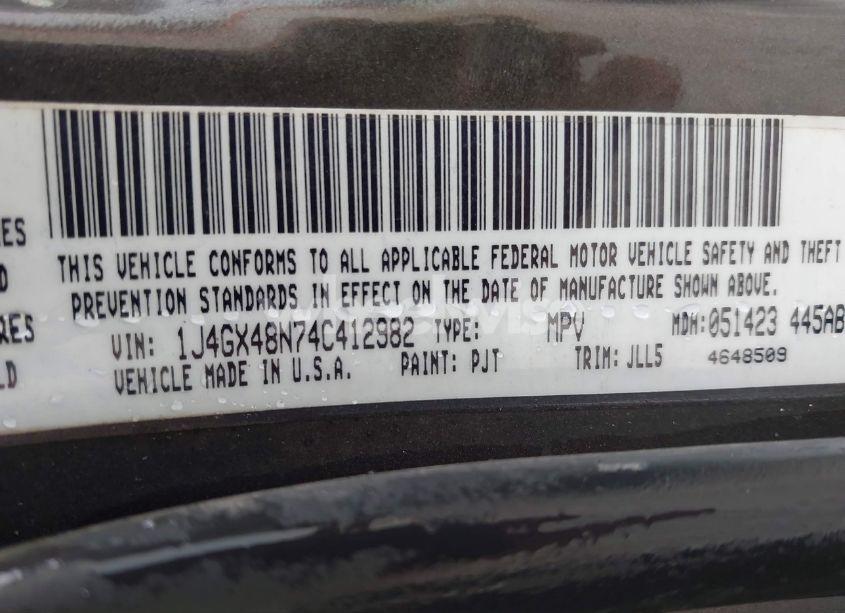 THIS VEHICLE CONFORMS TO ALL APPLICABLE FEDERAL MOTOR VEHICLE SAFETY AND THEFT
PREVENTION STANDARDS IN EFFECT ON THE DATE OF MANUFACTURE SHOWN ABOVE.
VIN: 1J4GX48N74C412982 TYPE: MPV MDH:051423 445AB
VEHICLE MADE IN U.S.A. PAINT: PJT TRIM: JLL5 4648509